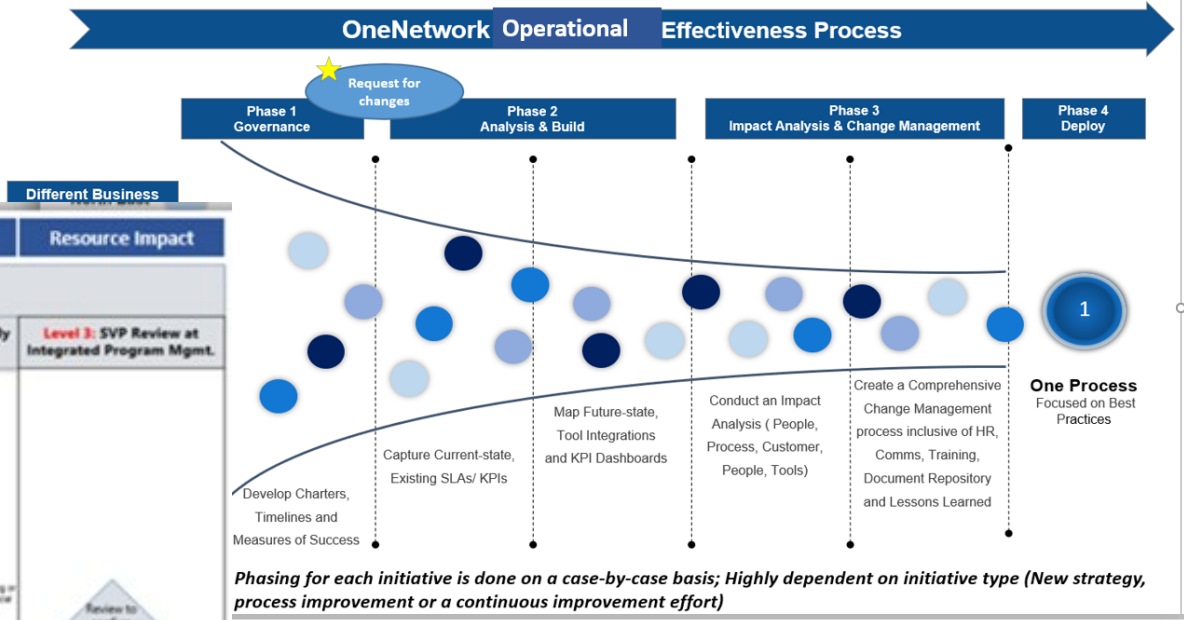 OneNetwork Operational Effectiveness Process
Request for
changes
Phase 1
Governance
Phase 2
Analysis & Build
Phase 3
Impact Analysis & Change Management
Phase 4
Deploy
Different Business
Resource Impact
Level 3: SVP Review at
Integrated Program Mgmt.
Review to
1
One Process
Focused on Best
Practices
Develop Charters,
Timelines and
Measures of Success
Capture Current-state,
Existing SLAs/ KPIs
Map Future-state,
Tool Integrations
and KPI Dashboards
Conduct an Impact
Analysis ( People,
Process, Customer,
People, Tools)
Create a Comprehensive
Change Management
process inclusive of HR,
Comms, Training,
Document Repository
and Lessons Learned
Phasing for each initiative is done on a case-by-case basis; Highly dependent on initiative type (New strategy,
process improvement or a continuous improvement effort)